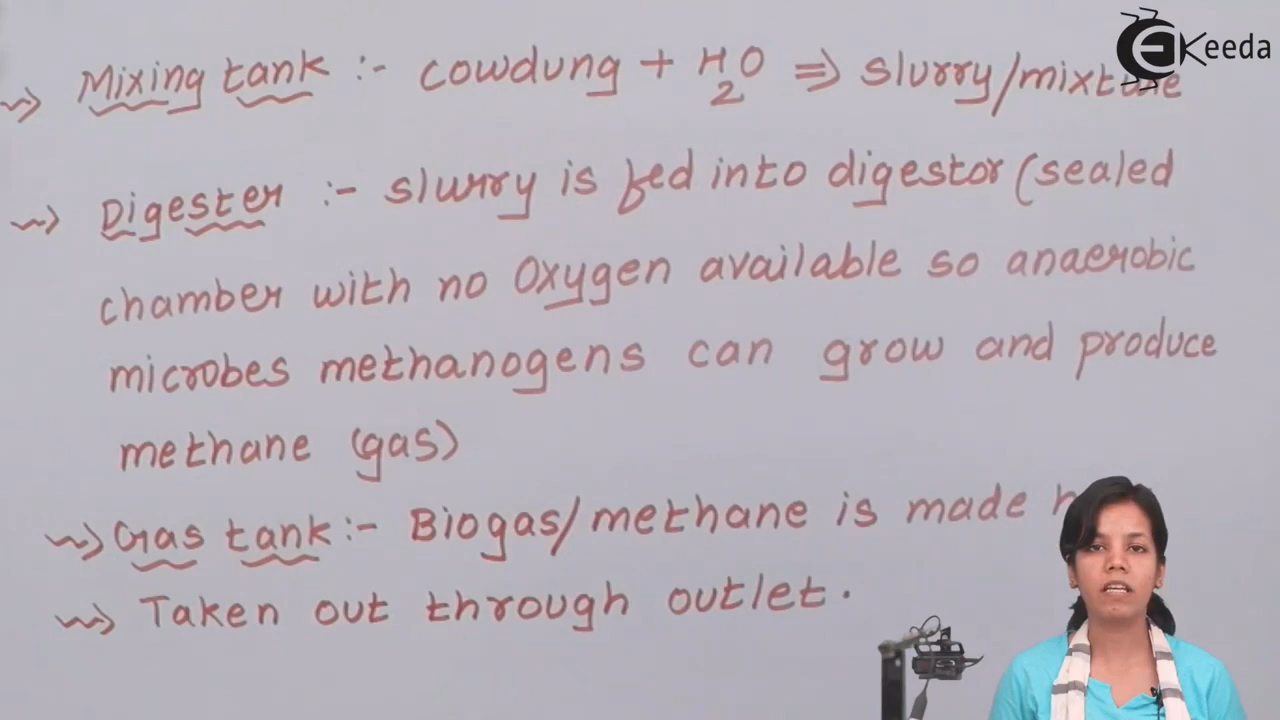 EKeeda
Mixing tank :- cowdung + H2O ⇒ slurry/mixture
Digester :- slurry is fed into digestor (sealed
chamber with no Oxygen available so anaerobic
microbes methanogens can grow and produce
methane (gas)
Gas tank :- Biogas/methane is made
Taken out through outlet.